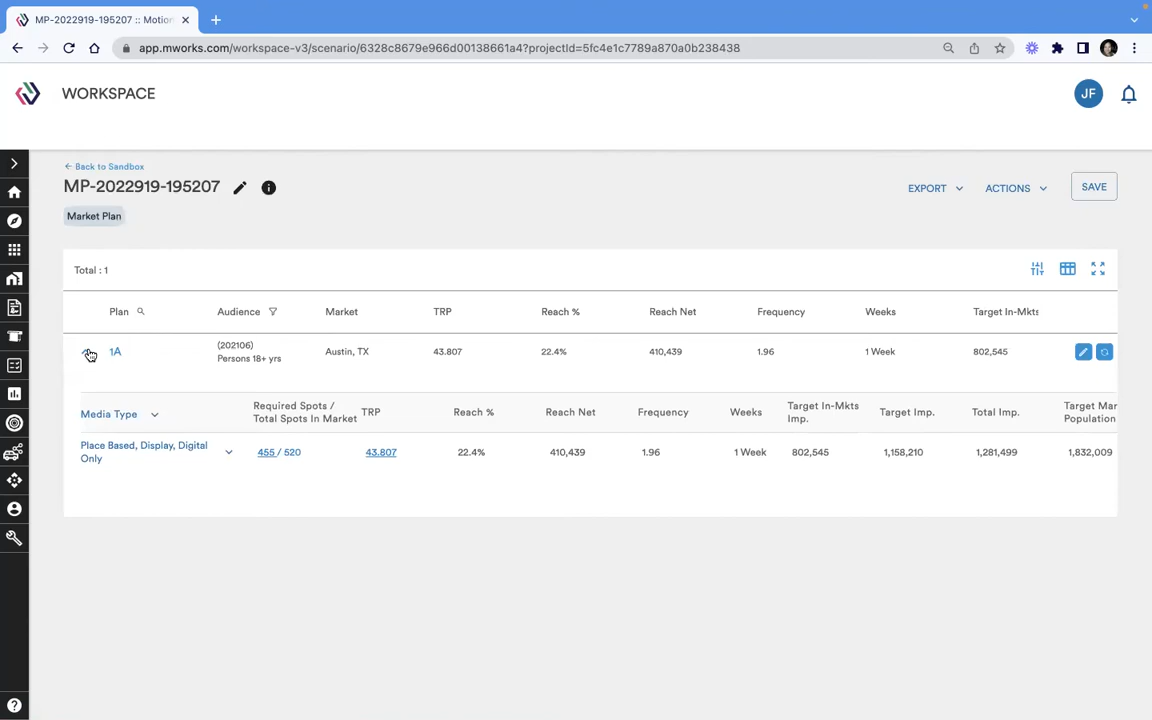 MP-2022919-195207 :: Motion
app.mworks.com/workspace-v3/scenario/6328c8679e966d00138661a4?projectId=5fc4e1c7789a870a0b238438
WORKSPACE
JF
← Back to Sandbox
MP-2022919-195207
EXPORT
ACTIONS
SAVE
Market Plan
Total : 1
Plan Audience Market TRP Reach % Reach Net Frequency Weeks Target In-Mkts
1A (202106) Persons 18+ yrs Austin, TX 43.807 22.4% 410,439 1.96 1 Week 802,545
Media Type Required Spots / Total Spots In Market TRP Reach % Reach Net Frequency Weeks Target In-Mkts Imp. Target Imp. Total Imp. Target Mar Population
Place Based, Display, Digital Only 455 / 520 43.807 22.4% 410,439 1.96 1 Week 802,545 1,158,210 1,281,499 1,832,009